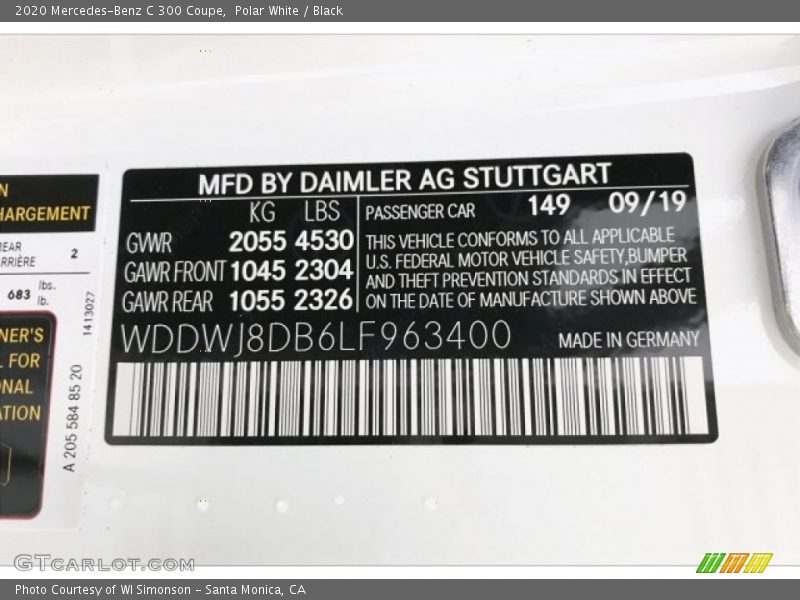 2020 Mercedes-Benz C 300 Coupe,  Polar White / Black
MFD BY DAIMLER AG STUTTGART
KG LBS
GVWR 2055 4530
GAWR FRONT 1045 2304
GAWR REAR 1055 2326
PASSENGER CAR 149 09/19
THIS VEHICLE CONFORMS TO ALL APPLICABLE
U.S. FEDERAL MOTOR VEHICLE SAFETY,BUMPER
AND THEFT PREVENTION STANDARDS IN EFFECT
ON THE DATE OF MANUFACTURE SHOWN ABOVE
WDDWJ8DB6LF963400
MADE IN GERMANY
N
HARGEMENT
REAR
ARRIÈRE 2
683 lbs.
lb.
1413027
NER'S
L FOR
ONAL
ATION
A 205 584 85 20
GTCARLOT.COM
Photo Courtesy of WI Simonson - Santa Monica, CA